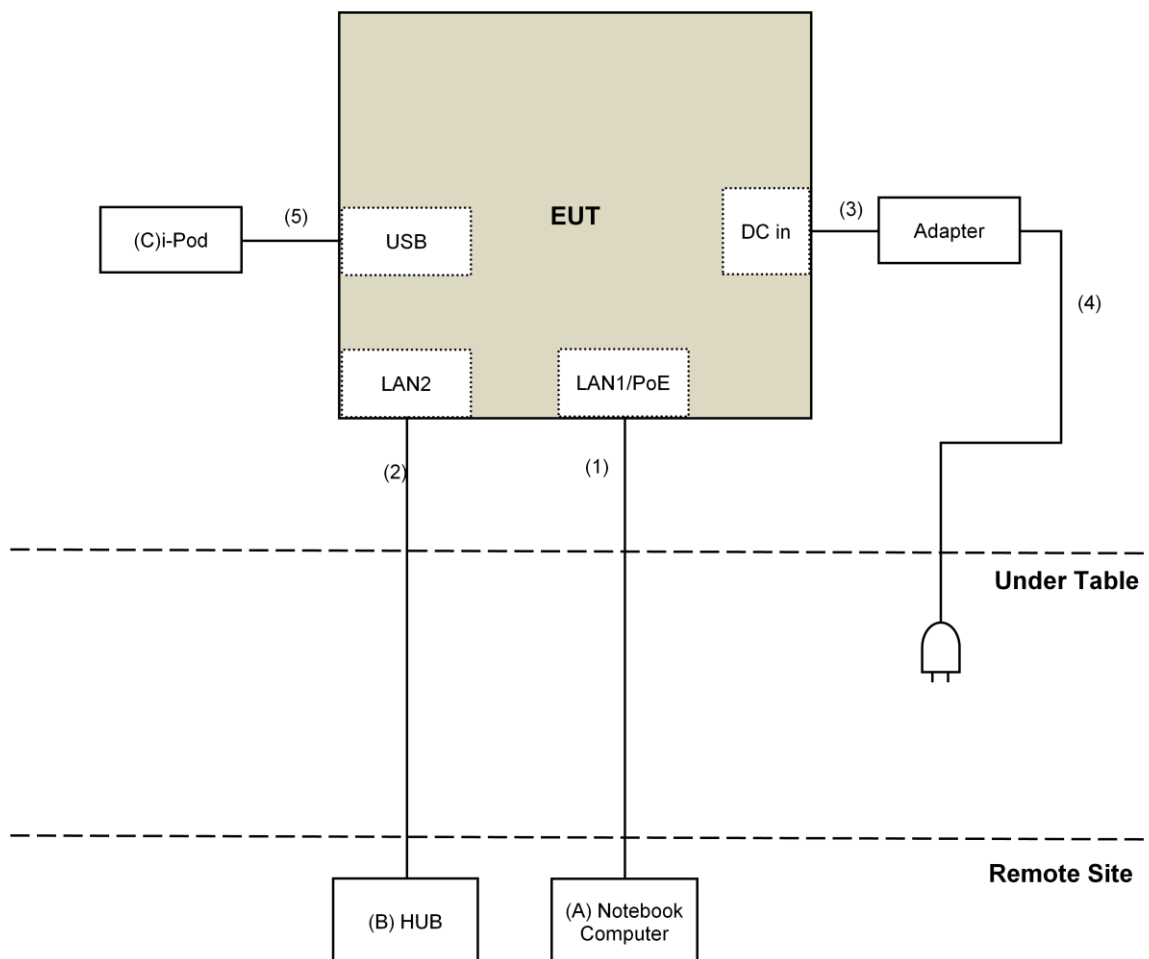 EUT
(5)
(3)
(C)i-Pod
USB
DC in
Adapter
(4)
LAN2
LAN1/PoE
(2)
(1)
Under Table
Remote Site
(B) HUB
(A) Notebook
Computer